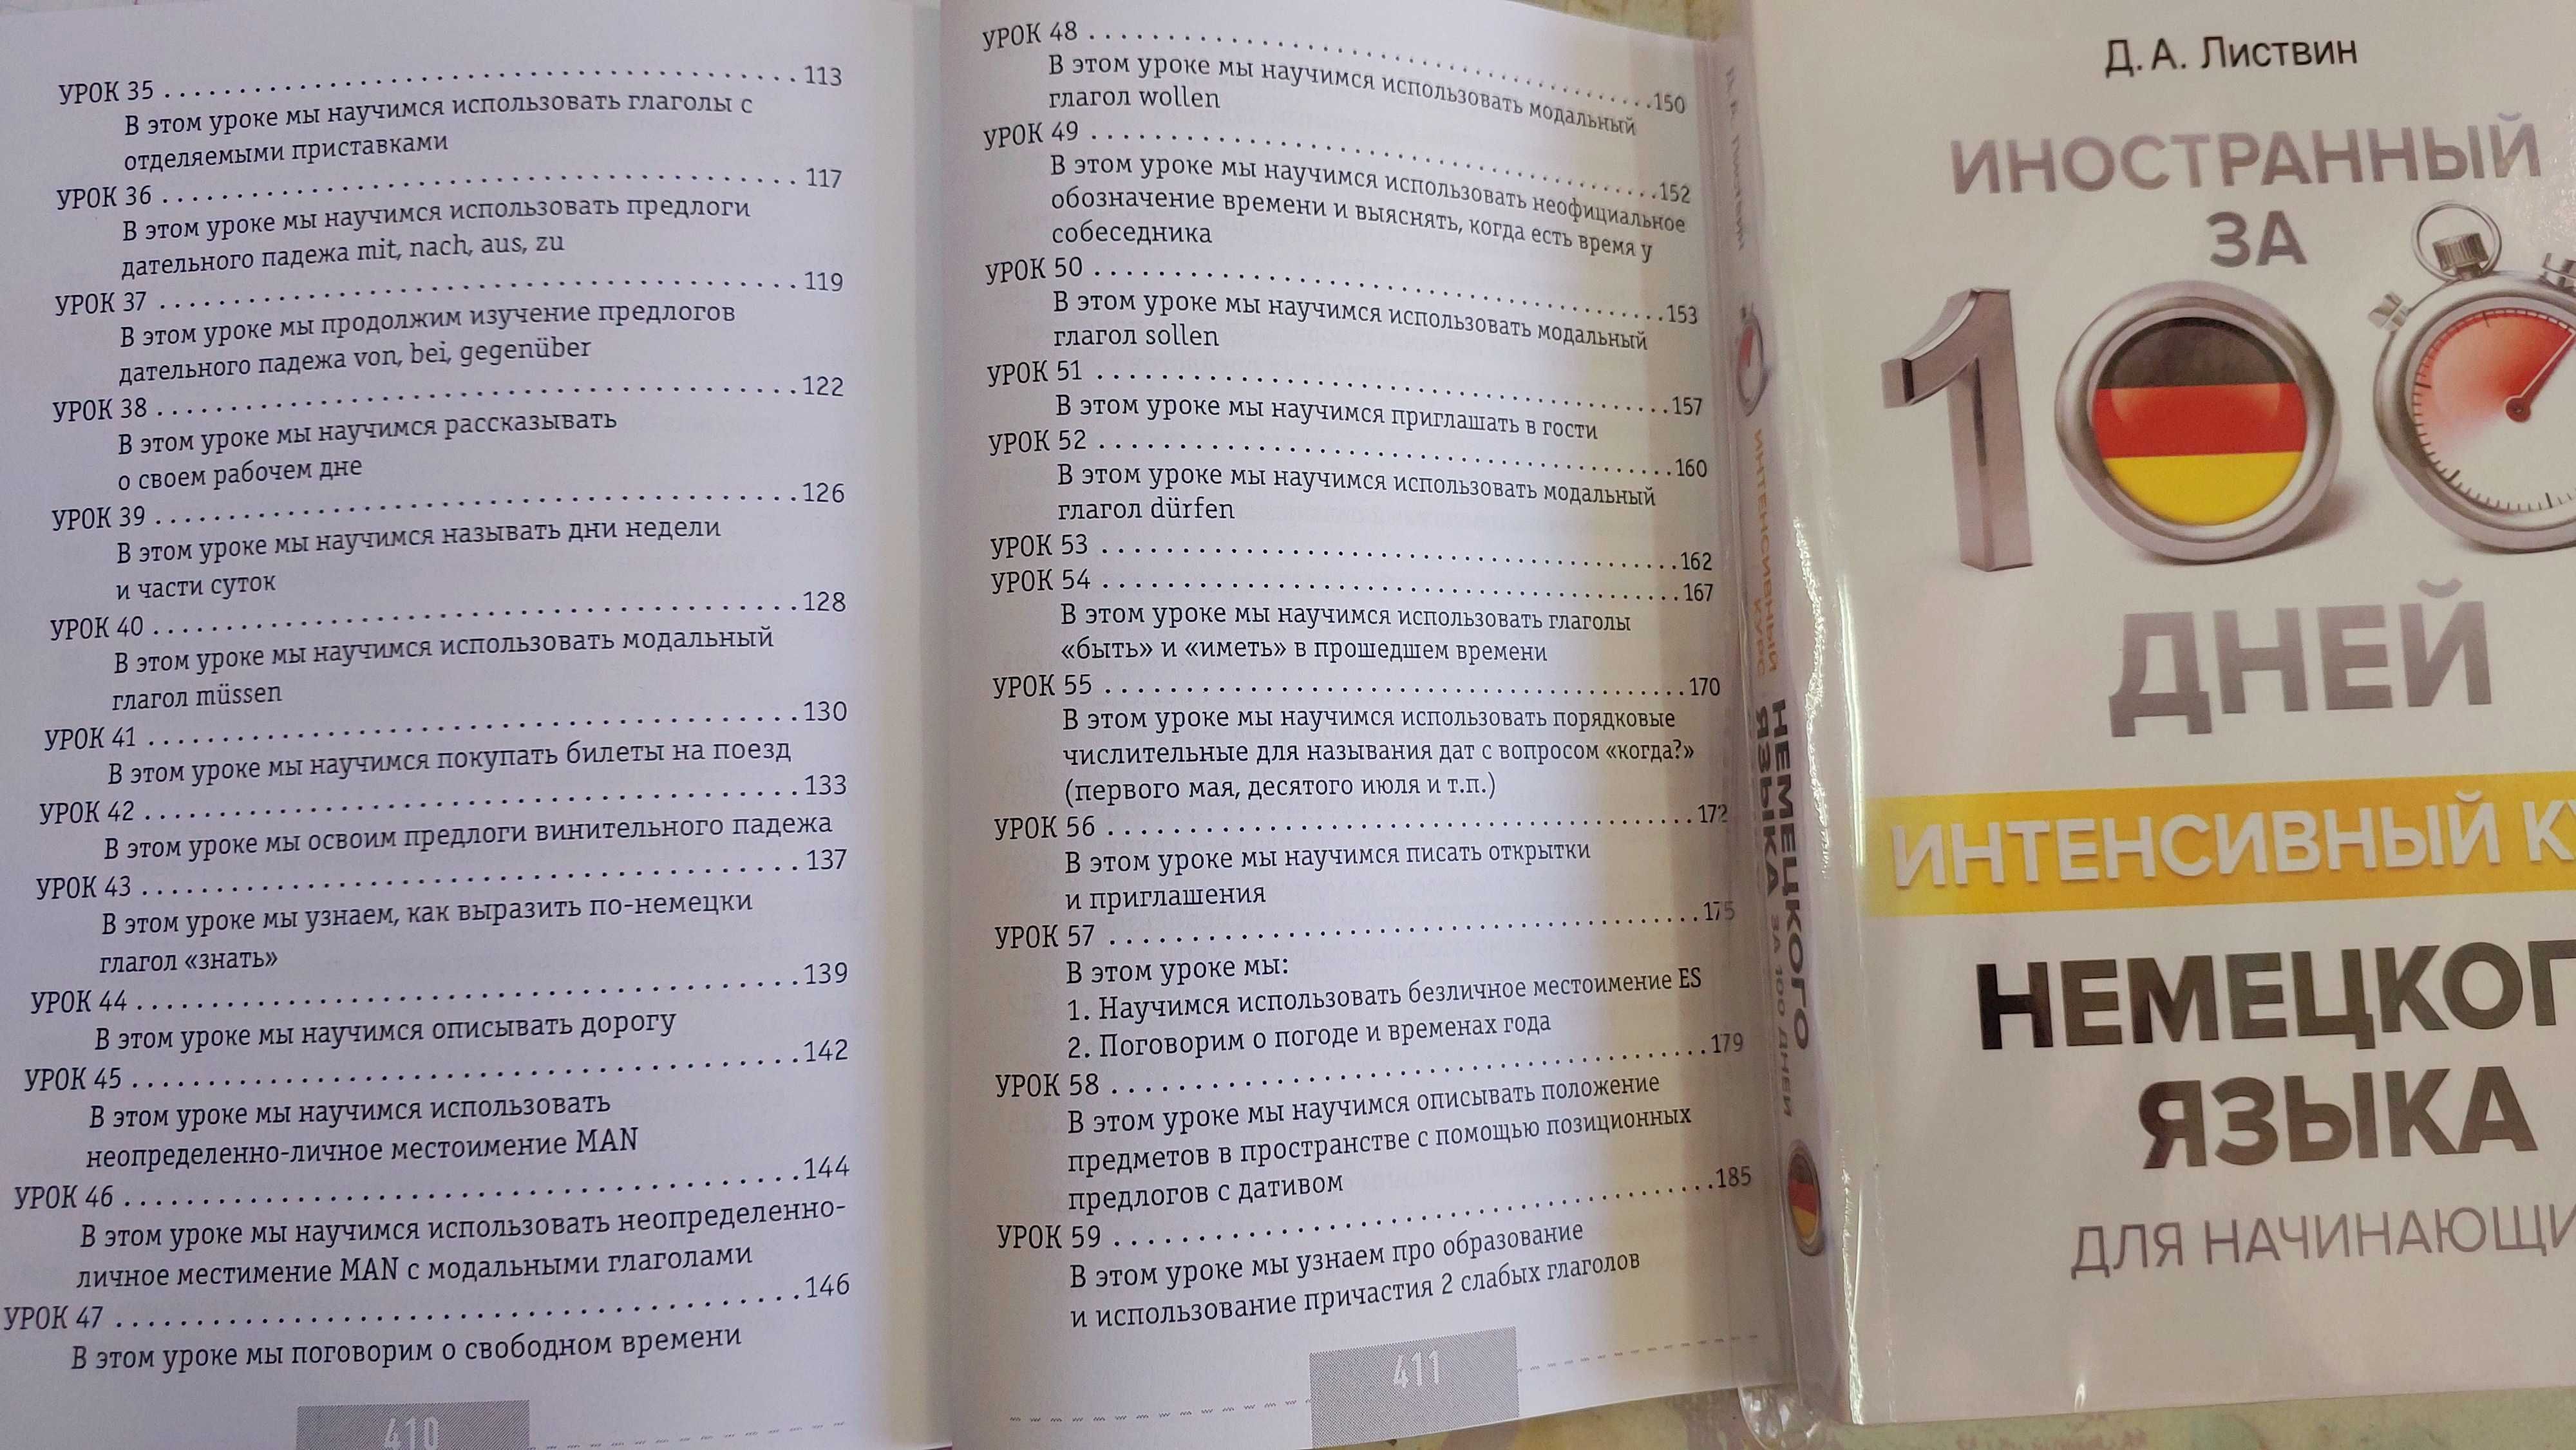 УРОК 35 . . . . . . . . . . . . . . . . . . . . 113
В этом уроке мы научимся использовать глаголы с
отделяемыми приставками
УРОК 36 . . . . . . . . . . . . . . . . . . . . 117
В этом уроке мы научимся использовать предлоги
дательного падежа mit, nach, aus, zu
УРОК 37 . . . . . . . . . . . . . . . . . . . . 119
В этом уроке мы продолжим изучение предлогов
дательного падежа von, bei, gegenüber
УРОК 38 . . . . . . . . . . . . . . . . . . . . 122
В этом уроке мы научимся рассказывать
о своем рабочем дне
УРОК 39 . . . . . . . . . . . . . . . . . . . . 126
В этом уроке мы научимся называть дни недели
и части суток
УРОК 40 . . . . . . . . . . . . . . . . . . . . 128
В этом уроке мы научимся использовать модальный
глагол müssen
УРОК 41 . . . . . . . . . . . . . . . . . . . . 130
В этом уроке мы научимся покупать билеты на поезд
УРОК 42 . . . . . . . . . . . . . . . . . . . . 133
В этом уроке мы освоим предлоги винительного падежа
УРОК 43 . . . . . . . . . . . . . . . . . . . . 137
В этом уроке мы узнаем, как выразить по-немецки
глагол «знать»
УРОК 44 . . . . . . . . . . . . . . . . . . . . 139
В этом уроке мы научимся описывать дорогу
УРОК 45 . . . . . . . . . . . . . . . . . . . . 142
В этом уроке мы научимся использовать
неопределенно-личное местоимение MAN
УРОК 46 . . . . . . . . . . . . . . . . . . . . 144
В этом уроке мы научимся использовать неопределенно-
личное местимение MAN с модальными глаголами
УРОК 47 . . . . . . . . . . . . . . . . . . . . 146
В этом уроке мы поговорим о свободном времени
410
УРОК 48 . . . . . . . . . . . . . . . . . . . . 150
В этом уроке мы научимся использовать модальный
глагол wollen
УРОК 49 . . . . . . . . . . . . . . . . . . . . 152
В этом уроке мы научимся использовать неофициальное
обозначение времени и выяснять, когда есть время у
собеседника
УРОК 50 . . . . . . . . . . . . . . . . . . . . 153
В этом уроке мы научимся использовать модальный
глагол sollen
УРОК 51 . . . . . . . . . . . . . . . . . . . . 157
В этом уроке мы научимся приглашать в гости
УРОК 52 . . . . . . . . . . . . . . . . . . . . 160
В этом уроке мы научимся использовать модальный
глагол dürfen
УРОК 53 . . . . . . . . . . . . . . . . . . . . 162
УРОК 54 . . . . . . . . . . . . . . . . . . . . 167
В этом уроке мы научимся использовать глаголы
«быть» и «иметь» в прошедшем времени
УРОК 55 . . . . . . . . . . . . . . . . . . . . 170
В этом уроке мы научимся использовать порядковые
числительные для называния дат с вопросом «когда?»
(первого мая, десятого июля и т.п.)
УРОК 56 . . . . . . . . . . . . . . . . . . . . 172
В этом уроке мы научимся писать открытки
и приглашения
УРОК 57 . . . . . . . . . . . . . . . . . . . . 175
В этом уроке мы:
1. Научимся использовать безличное местоимение ES
2. Поговорим о погоде и временах года
УРОК 58 . . . . . . . . . . . . . . . . . . . . 179
В этом уроке мы научимся описывать положение
предметов в пространстве с помощью позиционных
предлогов с дативом
УРОК 59 . . . . . . . . . . . . . . . . . . . . 185
В этом уроке мы узнаем про образование
и использование причастия 2 слабых глаголов
411
ИНТЕНСИВНЫЙ КУРС
НЕМЕЦКОГО
ЯЗЫКА ЗА 100 ДНЕЙ
Д. А. Листвин
ИНОСТРАННЫЙ
ЗА
100
ДНЕЙ
ИНТЕНСИВНЫЙ К
НЕМЕЦКОГ
ЯЗЫКА
ДЛЯ НАЧИНАЮЩИ